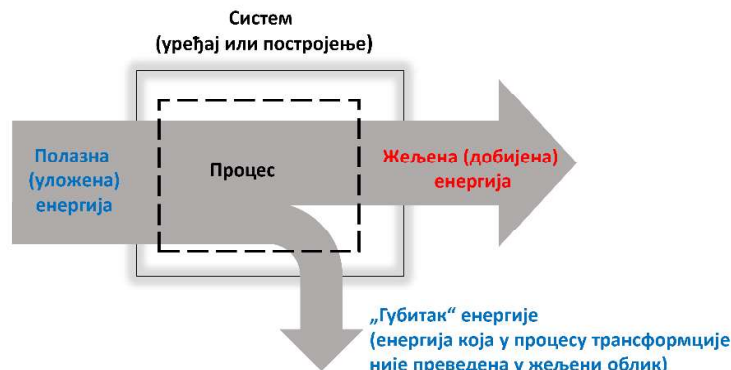 Систем
(уређај или постројење)
Полазна
(уложена)
енергија
Процес
Жељена (добијена)
енергија
„Губитак“ енергије
(енергија која у процесу трансформције
није преведена у жељени облик)